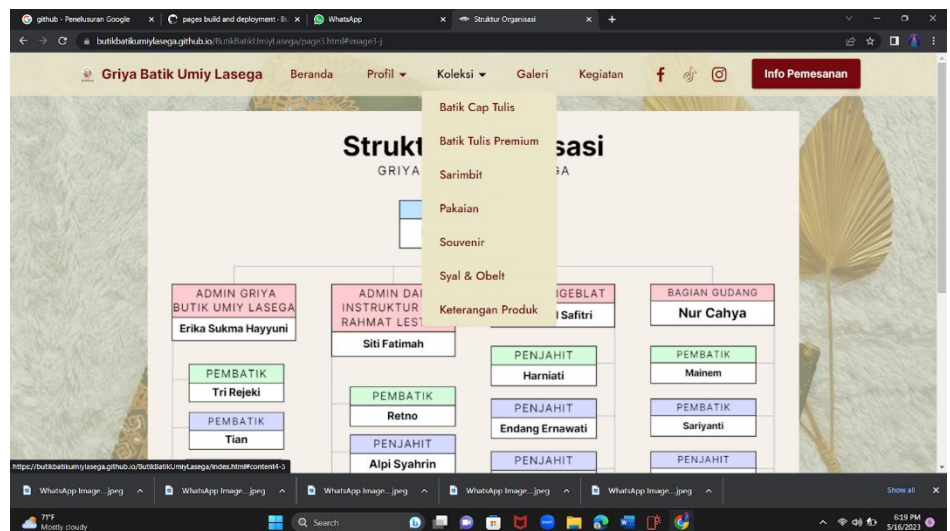 github - Penelusuran Google
pages build and deployment · Bu
WhatsApp
Struktur Organisasi
butikbatikumiylasega.github.io/ButikBatikUmiyLasega/page3.html#image3-j
Griya Batik Umiy Lasega
Beranda
Profil
Koleksi
Galeri
Kegiatan
Info Pemesanan
Batik Cap Tulis
Batik Tulis Premium
Sarimbit
Pakaian
Souvenir
Syal & Obelt
Keterangan Produk
Strukt
sasi
GRIYA
GA
ADMIN GRIYA
BUTIK UMIY LASEGA
Erika Sukma Hayyuni
PEMBATIK
Tri Rejeki
PEMBATIK
Tian
ADMIN DA
INSTRUKTUR
RAHMAT LEST
Siti Fatimah
PEMBATIK
Retno
PENJAHIT
Alpi Syahrin
GEBLAT
Safitri
PENJAHIT
Harniati
PENJAHIT
Endang Ernawati
PENJAHIT
BAGIAN GUDANG
Nur Cahya
PEMBATIK
Mainem
PEMBATIK
Sariyanti
PENJAHIT
https://butikbatikumiylasega.github.io/ButikBatikUmiyLasega/index.html#content4-3
WhatsApp Image...jpeg
WhatsApp Image...jpeg
WhatsApp Image...jpeg
WhatsApp Image...jpeg
WhatsApp Image...jpeg
Show all
71°F
Mostly cloudy
Search
6:19 PM
5/16/2023